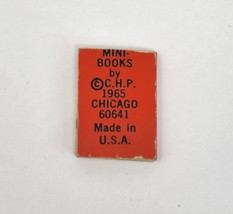 MINI-
BOOKS
by
©C.H.P.
1965
CHICAGO
60641
Made in
U.S.A.